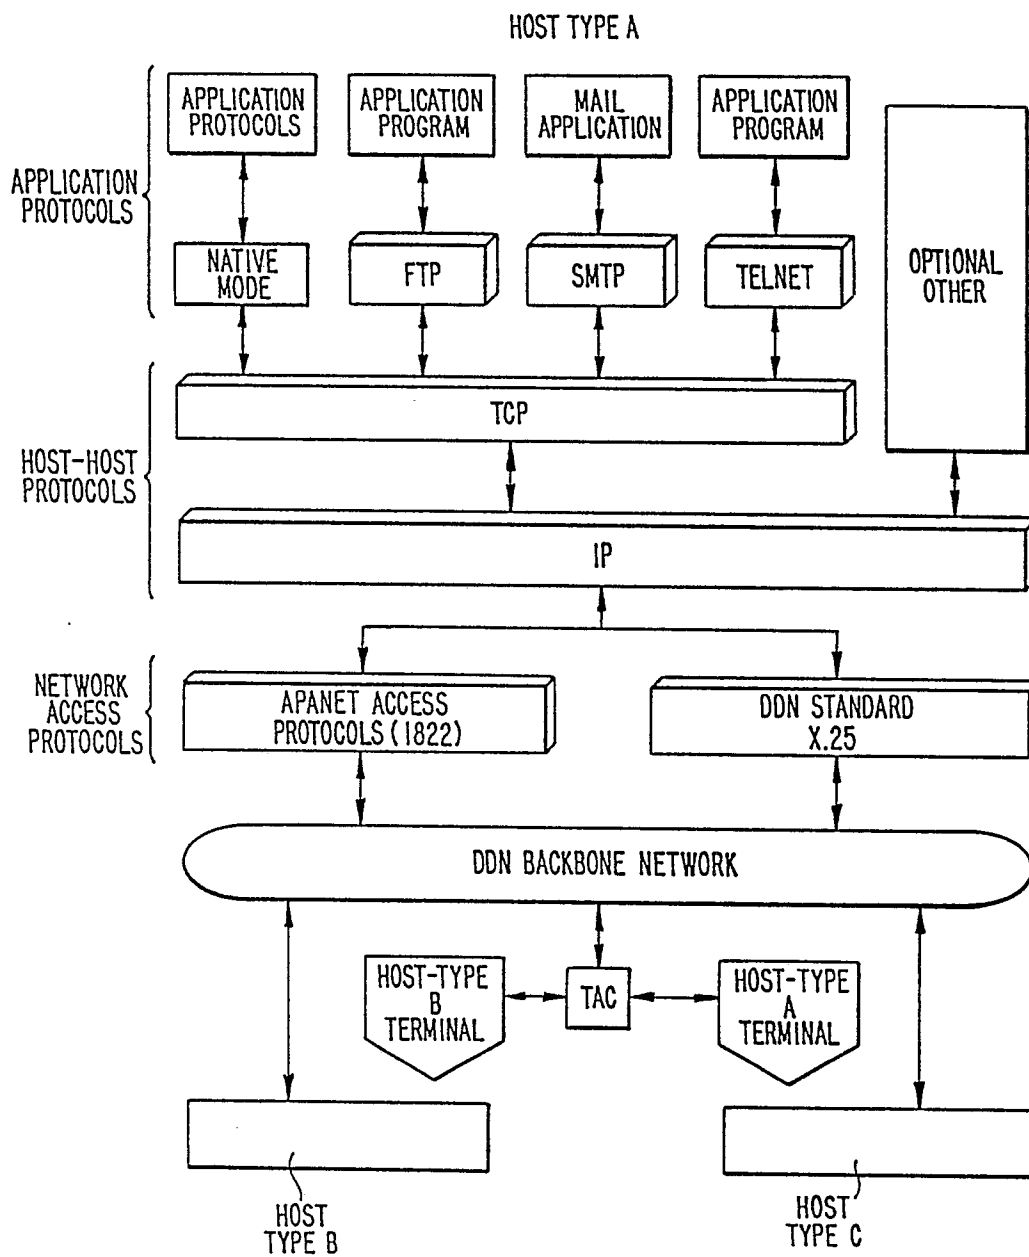 HOST TYPE A
APPLICATION
PROTOCOLS
APPLICATION
PROTOCOLS
APPLICATION
PROGRAM
MAIL
APPLICATION
APPLICATION
PROGRAM
NATIVE
MODE
FTP
SMTP
TELNET
OPTIONAL
OTHER
HOST-HOST
PROTOCOLS
TCP
IP
NETWORK
ACCESS
PROTOCOLS
APANET ACCESS
PROTOCOLS (1822)
DDN STANDARD
X.25
DDN BACKBONE NETWORK
HOST-TYPE
B
TERMINAL
TAC
HOST-TYPE
A
TERMINAL
HOST
TYPE B
HOST
TYPE C